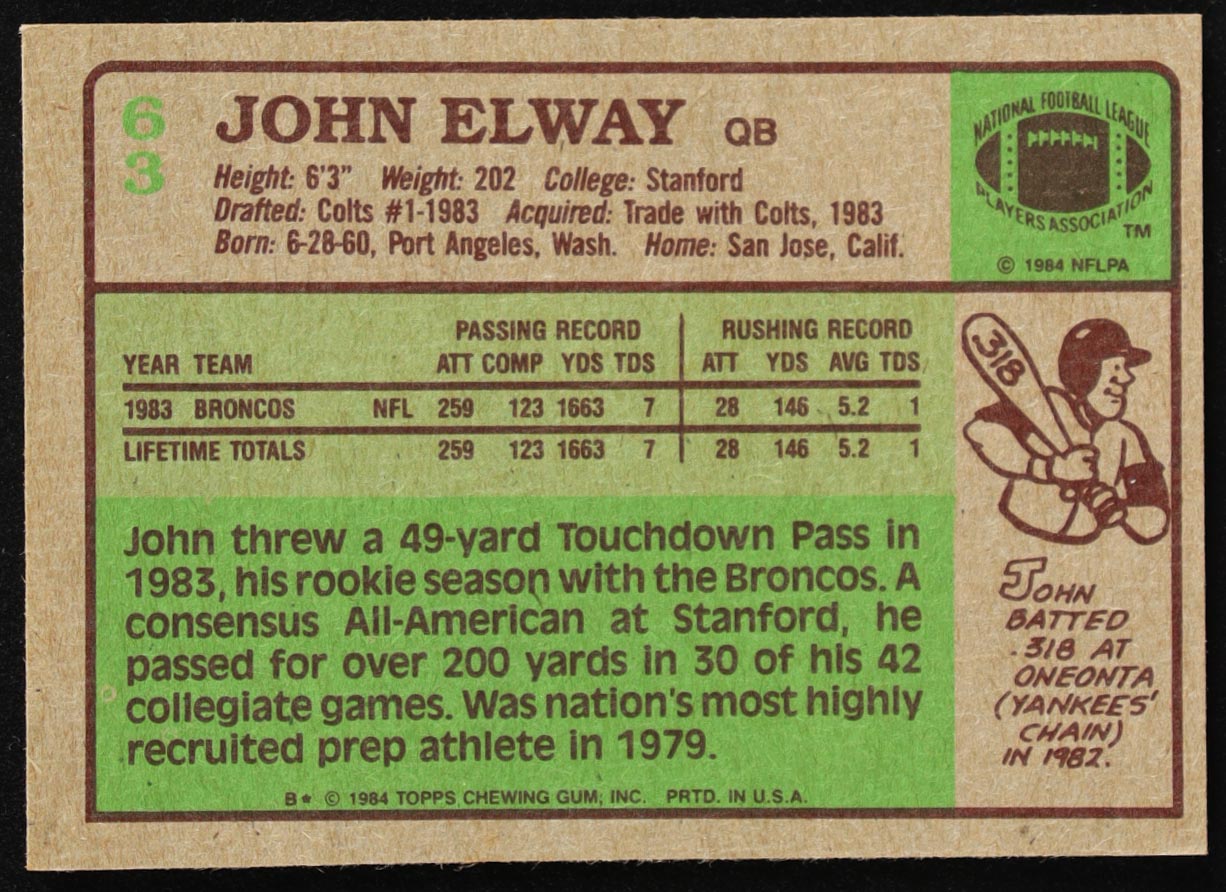 63
JOHN ELWAY QB
Height: 6'3" Weight: 202 College: Stanford
Drafted: Colts #1-1983 Acquired: Trade with Colts, 1983
Born: 6-28-60, Port Angeles, Wash. Home: San Jose, Calif.
NATIONAL FOOTBALL LEAGUE
PLAYERS ASSOCIATION
TM
© 1984 NFLPA
PASSING RECORD RUSHING RECORD
YEAR TEAM ATT COMP YDS TDS ATT YDS AVG TDS
1983 BRONCOS NFL 259 123 1663 7 28 146 5.2 1
LIFETIME TOTALS 259 123 1663 7 28 146 5.2 1
John threw a 49-yard Touchdown Pass in
1983, his rookie season with the Broncos. A
consensus All-American at Stanford, he
passed for over 200 yards in 30 of his 42
collegiate games. Was nation's most highly
recruited prep athlete in 1979.
B* © 1984 TOPPS CHEWING GUM, INC. PRTD. IN U.S.A.
.318
JOHN
BATTED
.318 AT
ONEONTA
(YANKEES'
CHAIN)
IN 1982.